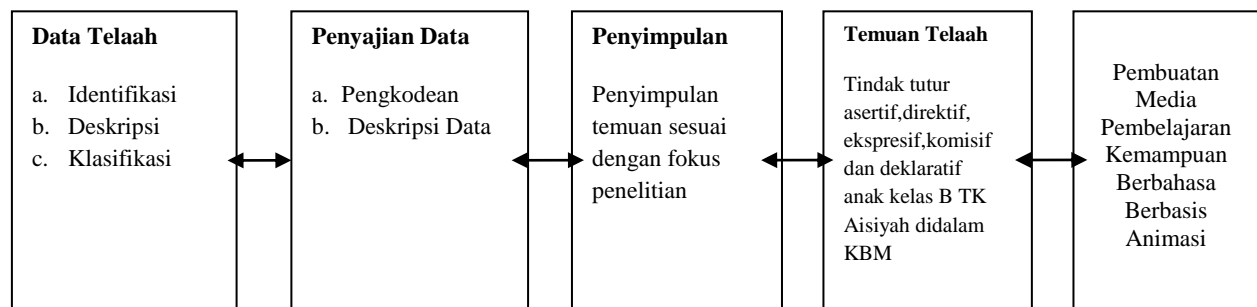 Data Telaah
a. Identifikasi
b. Deskripsi
c. Klasifikasi
Penyajian Data
a. Pengkodean
b. Deskripsi Data
Penyimpulan
Penyimpulan
temuan sesuai
dengan fokus
penelitian
Temuan Telaah
Tindak tutur
asertif,direktif,
ekspresif,komisif
dan deklaratif
anak kelas B TK
Aisiyah didalam
KBM
Pembuatan
Media
Pembelajaran
Kemampuan
Berbahasa
Berbasis
Animasi